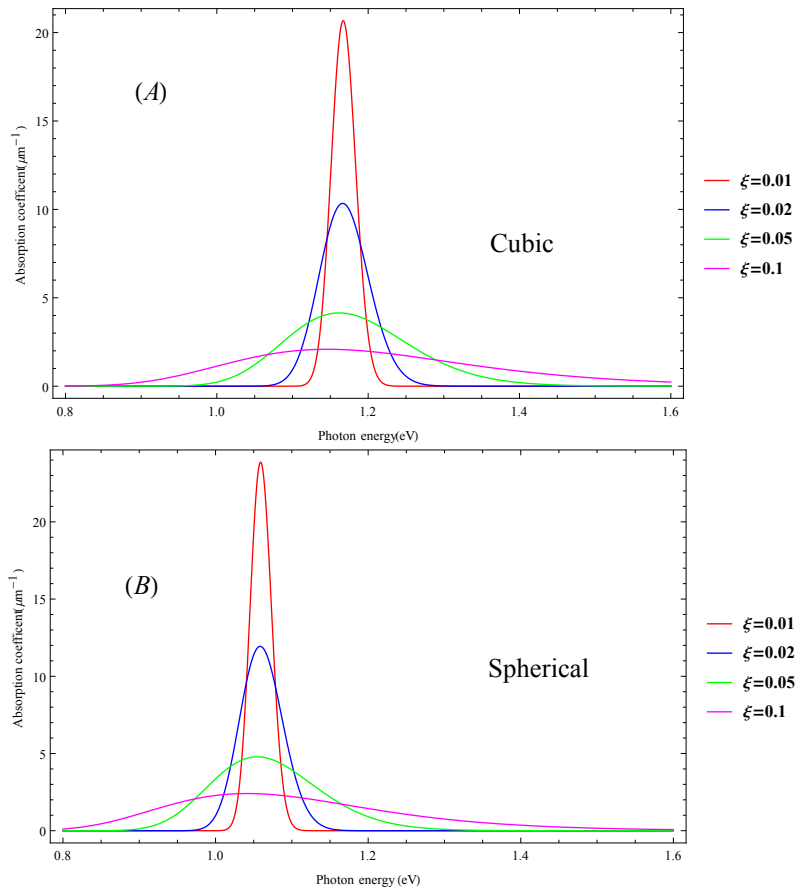 20
15
10
5
0
Absorption coefficent(μm⁻¹)
(A)
Cubic
0.8 1.0 1.2 1.4 1.6
Photon energy(eV)
ξ=0.01
ξ=0.02
ξ=0.05
ξ=0.1
20
15
10
5
0
Absorption coefficent(μm⁻¹)
(B)
Spherical
0.8 1.0 1.2 1.4 1.6
Photon energy(eV)
ξ=0.01
ξ=0.02
ξ=0.05
ξ=0.1